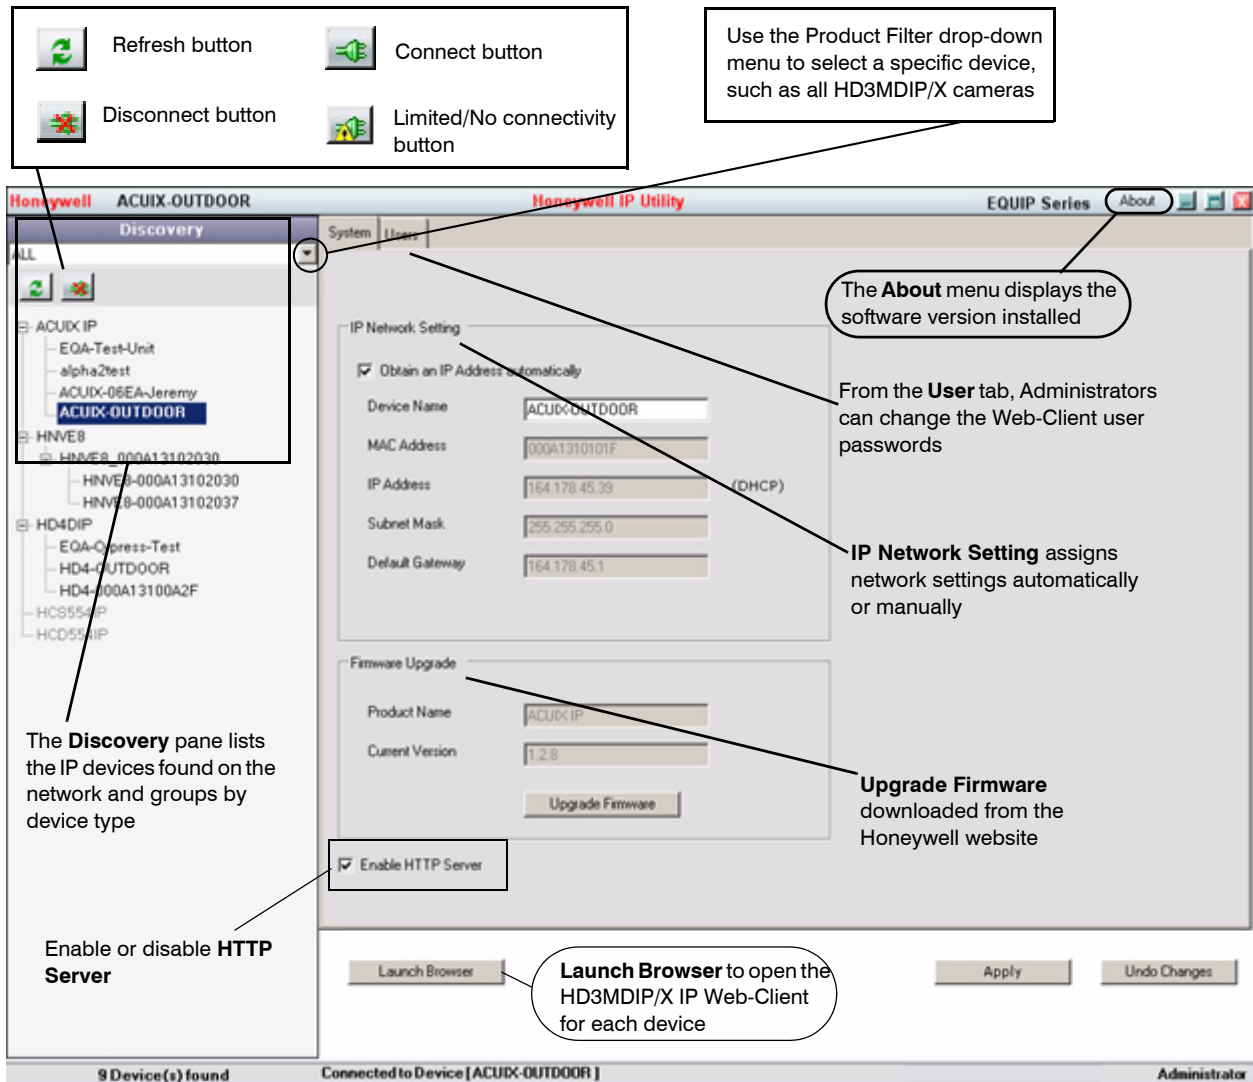 Refresh button
Connect button
Disconnect button
Limited/No connectivity
button
Use the Product Filter drop-down
menu to select a specific device,
such as all HD3MDIP/X cameras
Honeywell ACUIX-OUTDOOR
Honeywell IP Utility
EQUIP Series
About
Discovery
ALL
System
Users
The About menu displays the
software version installed
ACUIX IP
EQA-Test-Unit
alpha2test
ACUIX-06EA-Jeremy
ACUIX-OUTDOOR
HNVE8
HNVE8_000A13102030
HNVE8-000A13102030
HNVE8-000A13102037
HD4DIP
EQA-Cypress-Test
HD4-OUTDOOR
HD4-000A13100A2F
HCS554IP
HCD554IP
IP Network Setting
Obtain an IP Address automatically
Device Name
ACUIX-OUTDOOR
MAC Address
000A1310101F
IP Address
164.178.45.39
(DHCP)
Subnet Mask
255.255.255.0
Default Gateway
164.178.45.1
From the User tab, Administrators
can change the Web-Client user
passwords
IP Network Setting assigns
network settings automatically
or manually
Firmware Upgrade
Product Name
ACUIX IP
Current Version
1.2.8
Upgrade Firmware
Upgrade Firmware
downloaded from the
Honeywell website
The Discovery pane lists
the IP devices found on the
network and groups by
device type
Enable HTTP Server
Enable or disable HTTP
Server
Launch Browser
Launch Browser to open the
HD3MDIP/X IP Web-Client
for each device
Apply
Undo Changes
9 Device(s) found
Connected to Device [ ACUIX-OUTDOOR ]
Administrator